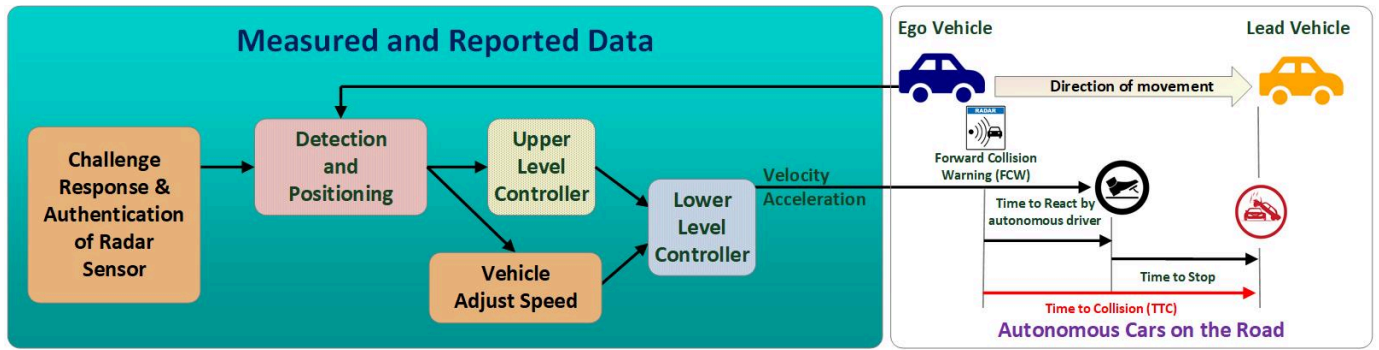 Measured and Reported Data
Challenge
Response &
Authentication
of Radar
Sensor
Detection
and
Positioning
Upper
Level
Controller
Vehicle
Adjust Speed
Lower
Level
Controller
Velocity
Acceleration
Ego Vehicle
Lead Vehicle
Direction of movement
RADAR
Forward Collision
Warning (FCW)
Time to React by
autonomous driver
Time to Stop
Time to Collision (TTC)
Autonomous Cars on the Road